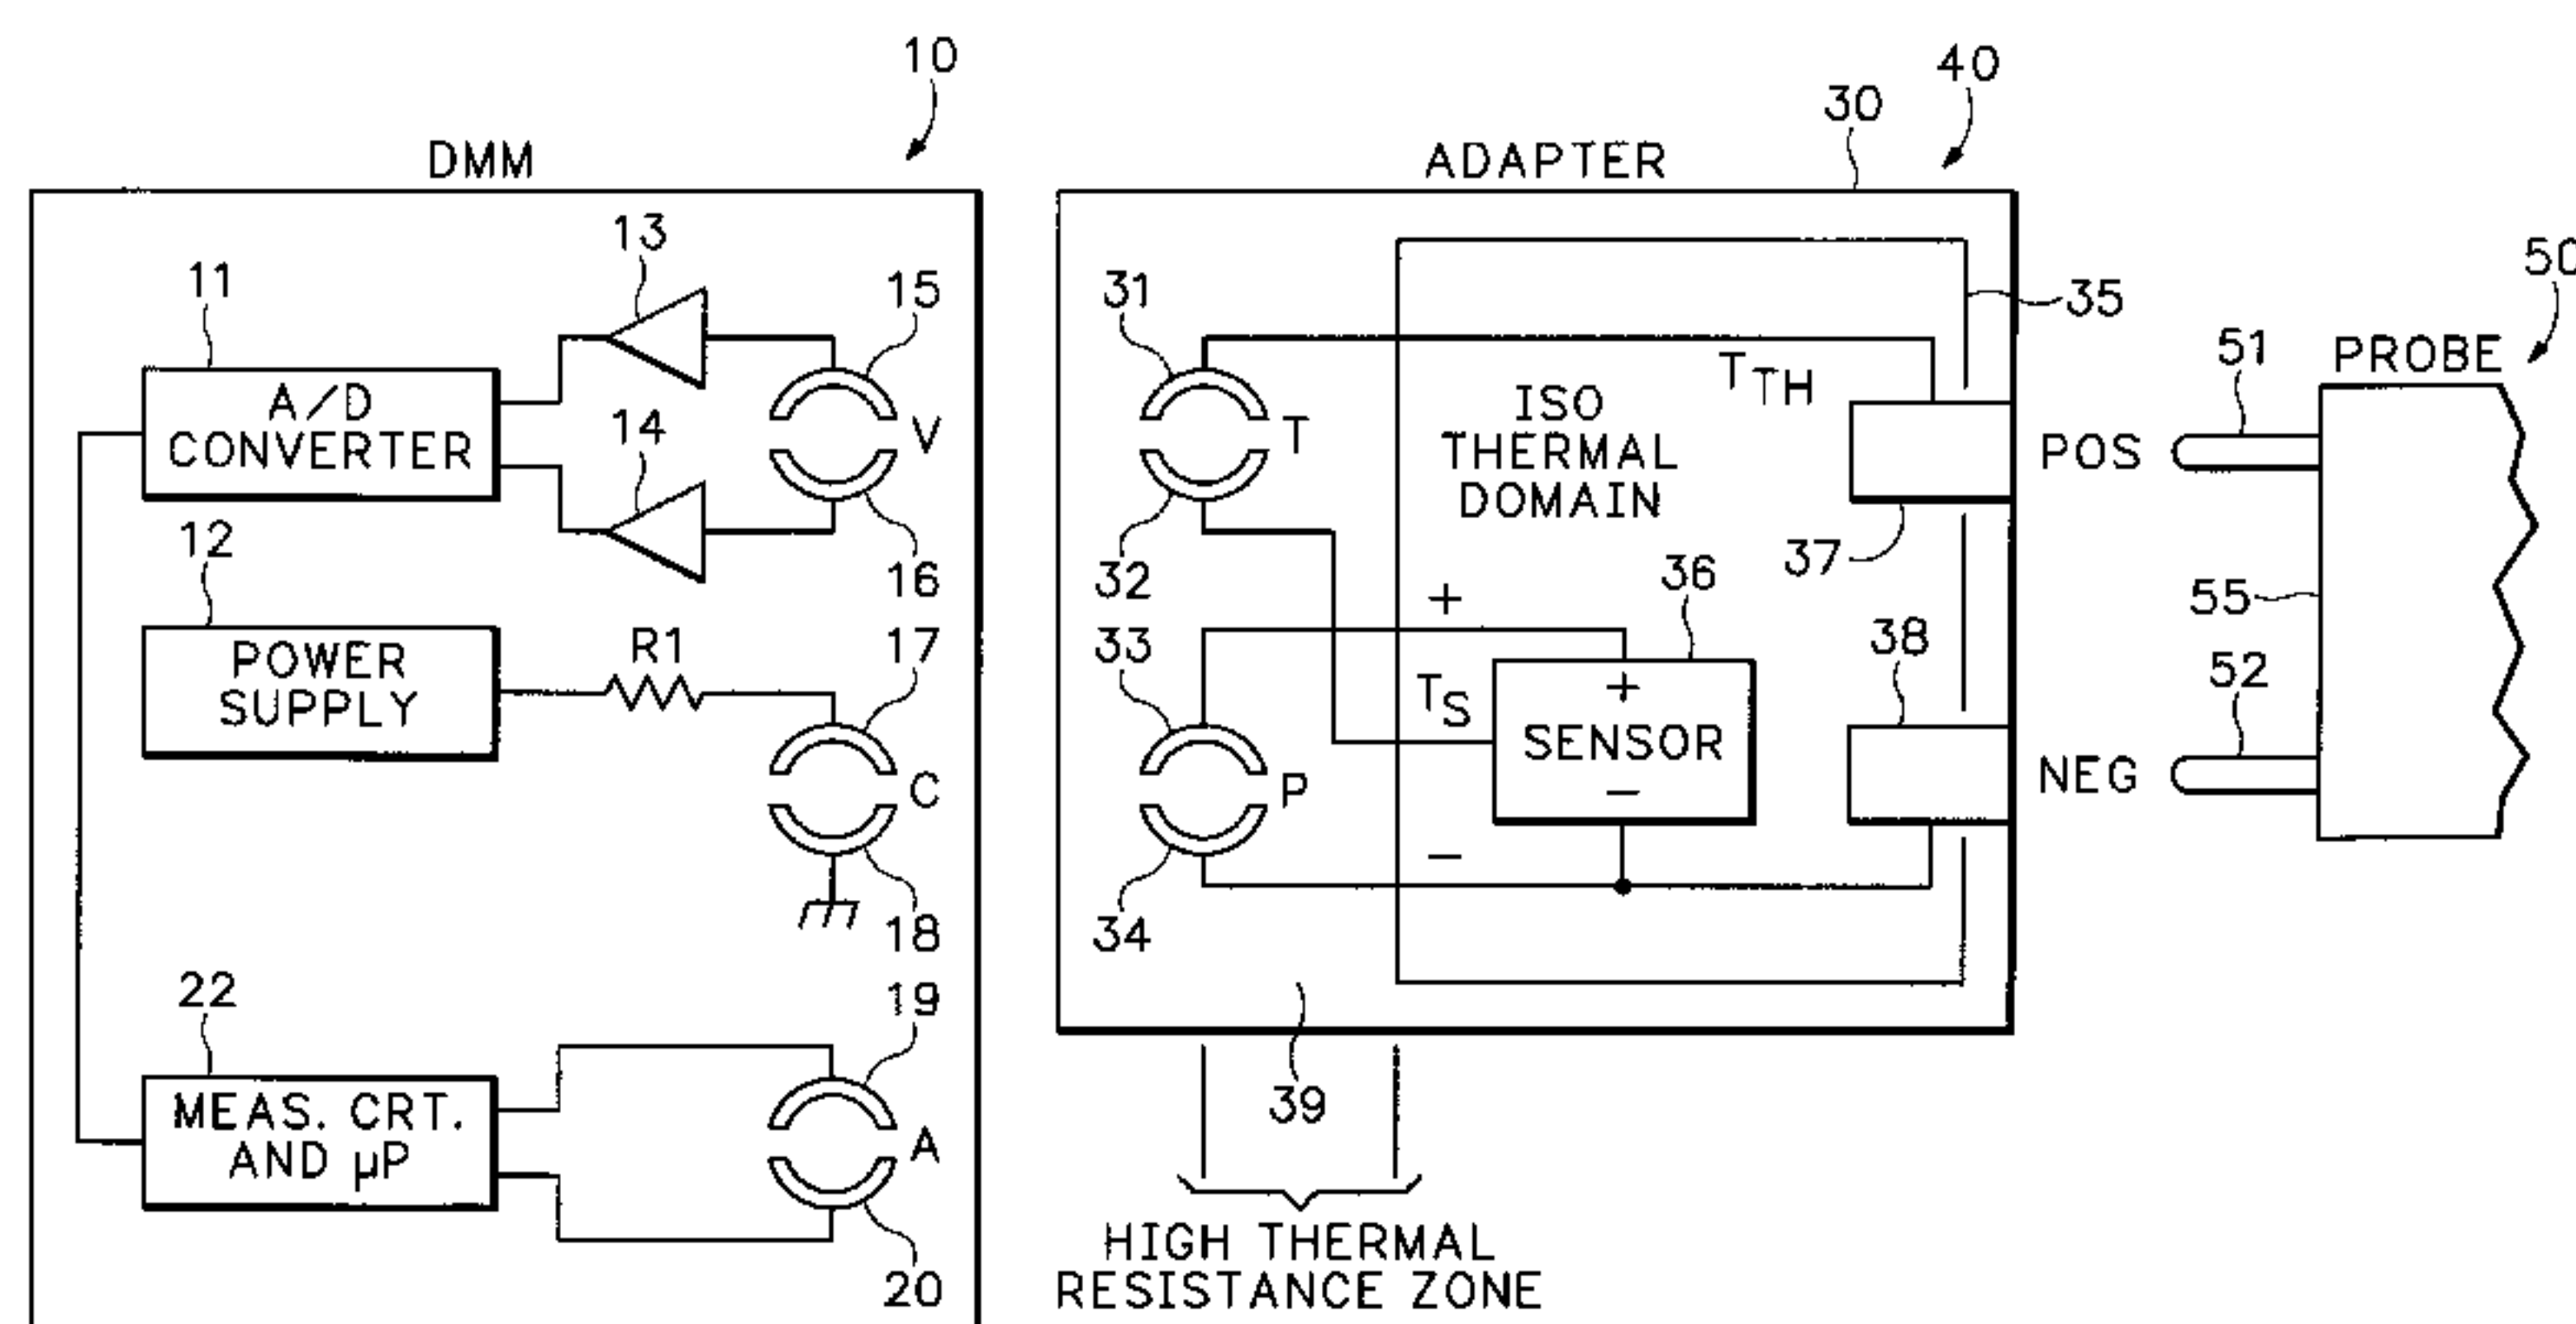 10
DMM
13
11
15
A/D
CONVERTER
14
V
12
16
POWER
SUPPLY
R1
17
C
18
22
19
MEAS. CRT.
AND µP
A
20
40
30
ADAPTER
31
35
T
TTH
ISO
THERMAL
DOMAIN
32
37
POS
+
36
33
38
TS
+
SENSOR
−
P
NEG
−
34
39
HIGH THERMAL
RESISTANCE ZONE
50
51
PROBE
55
52